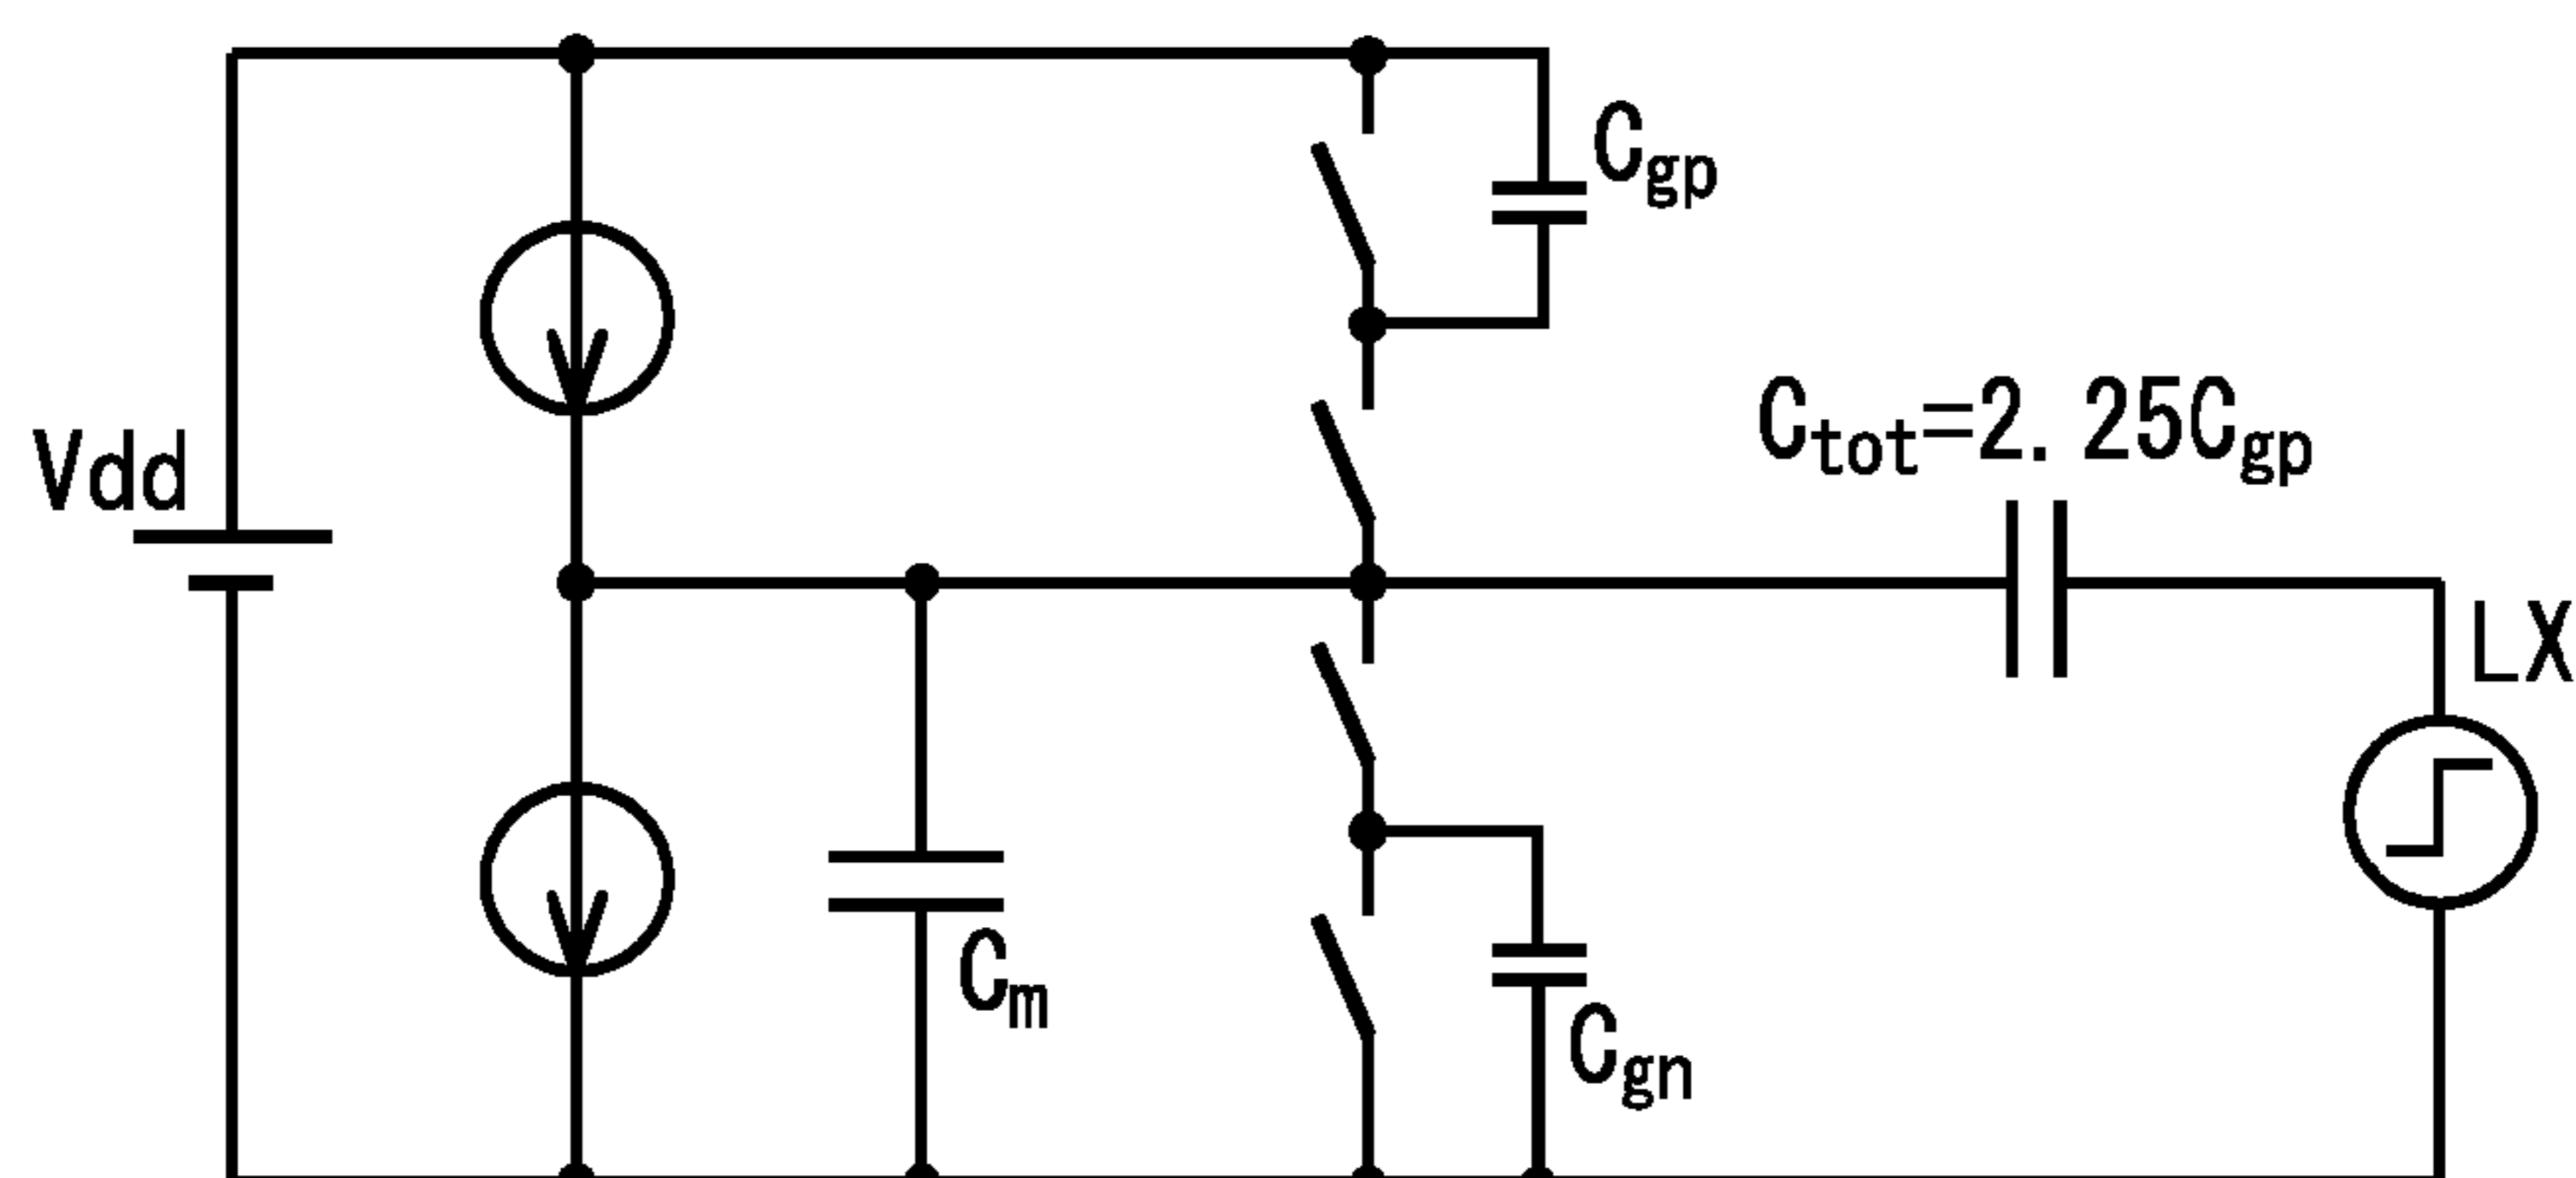 Cgp
Ctot=2.25Cgp
Vdd
LX
Cm
Cgn